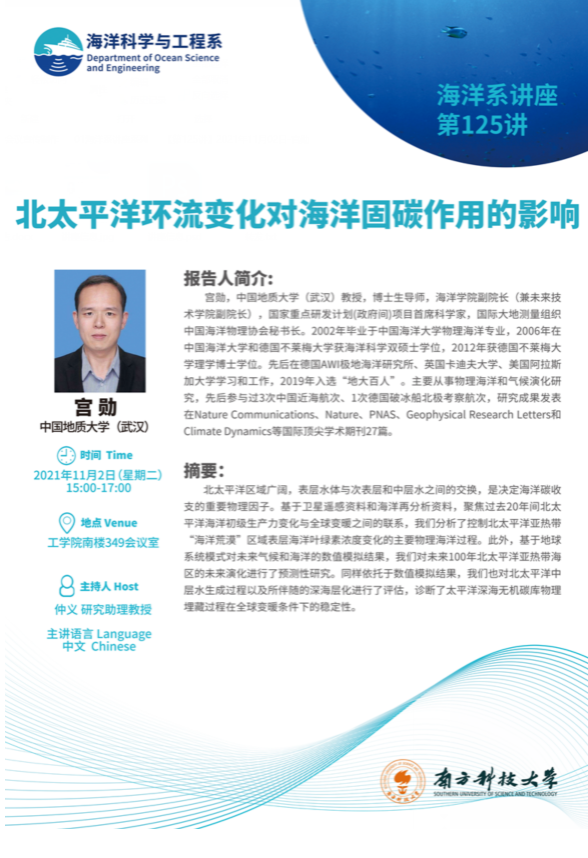 海洋科学与工程系
Department of Ocean Science
and Engineering
海洋系讲座
第125讲
北太平洋环流变化对海洋固碳作用的影响
宫 勋
中国地质大学（武汉）
时间 Time
2021年11月2日（星期二）
15:00-17:00
地点 Venue
工学院南楼349会议室
主持人 Host
仲义 研究助理教授
主讲语言 Language
中文 Chinese
报告人简介：
宫勋，中国地质大学（武汉）教授，博士生导师，海洋学院副院长（兼未来技
术学院副院长），国家重点研发计划(政府间)项目首席科学家，国际大地测量组织
中国海洋物理协会秘书长。2002年毕业于中国海洋大学物理海洋专业，2006年在
中国海洋大学和德国不莱梅大学获海洋科学双硕士学位，2012年获德国不莱梅大
学理学博士学位。先后在德国AWI极地海洋研究所、英国卡迪夫大学、美国阿拉斯
加大学学习和工作，2019年入选“地大百人”。主要从事物理海洋和气候演化研
究，先后参与过3次中国近海航次、1次德国破冰船北极考察航次，研究成果发表
在Nature Communications、Nature、PNAS、Geophysical Research Letters和
Climate Dynamics等国际顶尖学术期刊27篇。
摘要：
北太平洋区域广阔，表层水体与次表层和中层水之间的交换，是决定海洋碳收
支的重要物理因子。基于卫星遥感资料和海洋再分析资料，聚焦过去20年间北太
平洋海洋初级生产力变化与全球变暖之间的联系，我们分析了控制北太平洋亚热带
“海洋荒漠”区域表层海洋叶绿素浓度变化的主要物理海洋过程。此外，基于地球
系统模式对未来气候和海洋的数值模拟结果，我们对未来100年北太平洋亚热带海
区的未来演化进行了预测性研究。同样依托于数值模拟结果，我们也对北太平洋中
层水生成过程以及所伴随的深海层化进行了评估，诊断了太平洋深海无机碳库物理
埋藏过程在全球变暖条件下的稳定性。
南方科技大学
SOUTHERN UNIVERSITY OF SCIENCE AND TECHNOLOGY